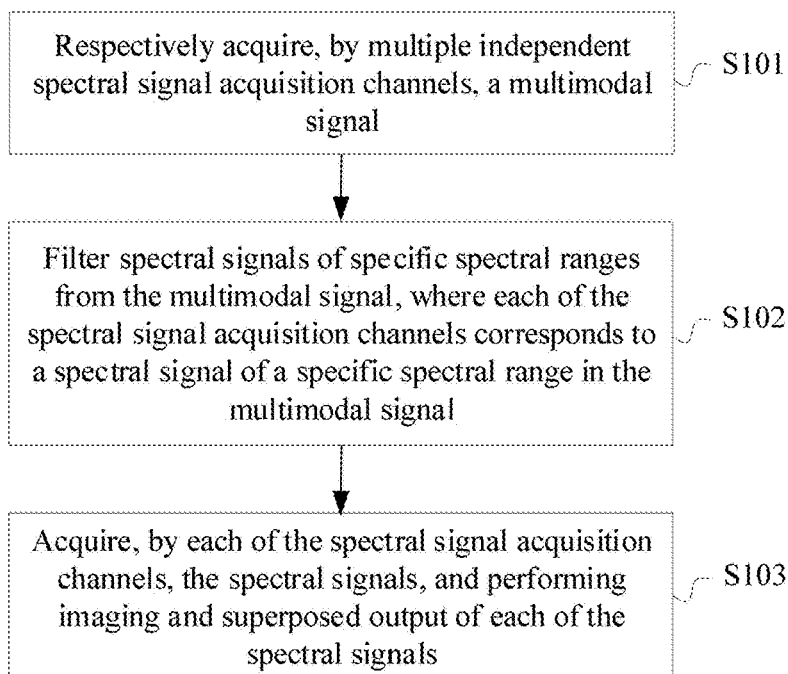 Respectively acquire, by multiple independent
spectral signal acquisition channels, a multimodal
signal
S101
Filter spectral signals of specific spectral ranges
from the multimodal signal, where each of the
spectral signal acquisition channels corresponds to
a spectral signal of a specific spectral range in the
multimodal signal
S102
Acquire, by each of the spectral signal acquisition
channels, the spectral signals, and performing
imaging and superposed output of each of the
spectral signals
S103